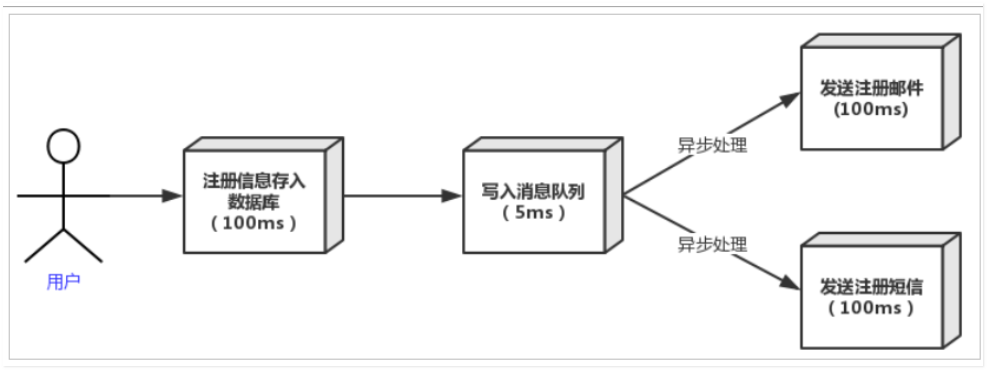 用户
注册信息存入
数据库
（100ms）
写入消息队列
（5ms）
异步处理
发送注册邮件
(100ms)
异步处理
发送注册短信
（100ms）